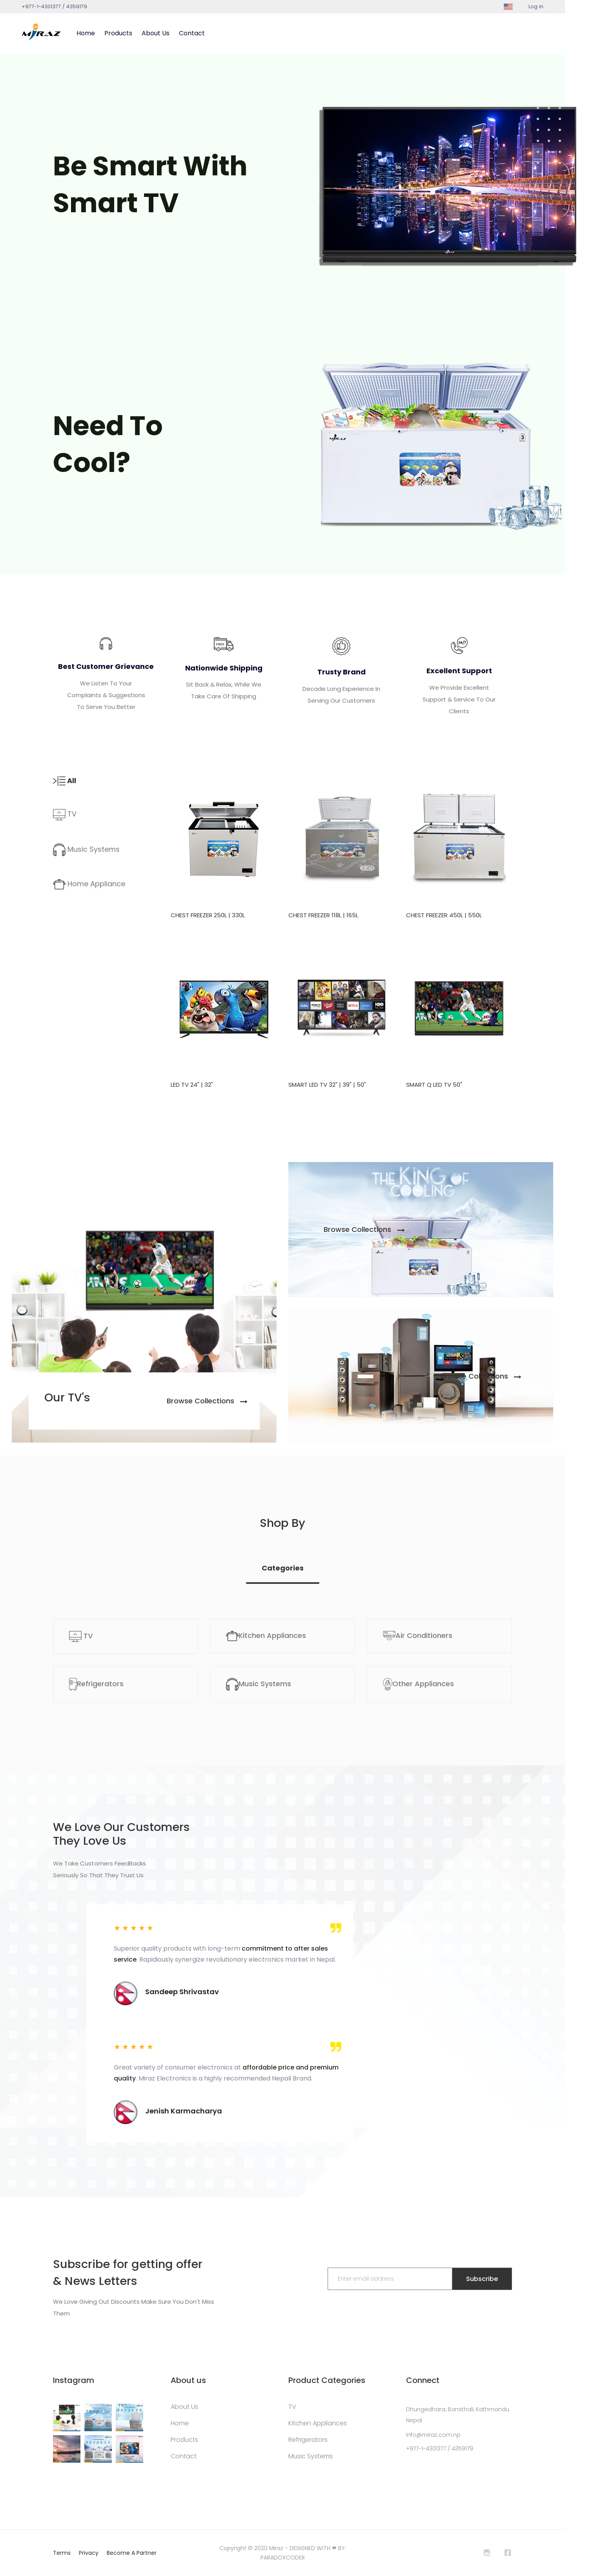 +977-1-4301377 / 4359179
Log in
MIRAZ
Home
Products
About Us
Contact
Be Smart With
Smart TV
Need To
Cool?
MIRAZ
3
Best Customer Grievance
We Listen To Your
Complaints & Suggestions
To Serve You Better
FREE
Nationwide Shipping
Sit Back & Relax, While We
Take Care Of Shipping
Trusty Brand
Decade Long Experience In
Serving Our Customers
24/7
Excellent Support
We Provide Excellent
Support & Service To Our
Clients
All
TV
Music Systems
Home Appliance
CHEST FREEZER 250L | 330L
CHEST FREEZER 118L | 165L
CHEST FREEZER 450L | 550L
LED TV 24" | 32"
SMART LED TV 32" | 39" | 50"
SMART Q LED TV 50"
THE KING OF
COOLING
Browse Collections
Our TV's
Browse Collections
Collections
Shop By
Categories
TV
Kitchen Appliances
Air Conditioners
Refrigerators
Music Systems
Other Appliances
We Love Our Customers
They Love Us
We Take Customers FeedBacks
Seriously So That They Trust Us
Superior quality products with long-term commitment to after sales
service. Rapidiously synergize revolutionary electronics market in Nepal.
Sandeep Shrivastav
Great variety of consumer electronics at affordable price and premium
quality. Miraz Electronics is a highly recommended Nepali Brand.
Jenish Karmacharya
Subscribe for getting offer
& News Letters
We Love Giving Out Discounts Make Sure You Don't Miss
Them
Enter email address
Subscribe
Instagram
About us
About Us
Home
Products
Contact
Product Categories
TV
Kitchen Appliances
Refrigerators
Music Systems
Connect
Dhungedhara, Bansthali, Kathmandu
Nepal
info@miraz.com.np
+977-1-4301377 / 4359179
Terms
Privacy
Become A Partner
Copyright © 2020 Miraz - DESIGNED WITH ❤ BY
PARADOXCODER